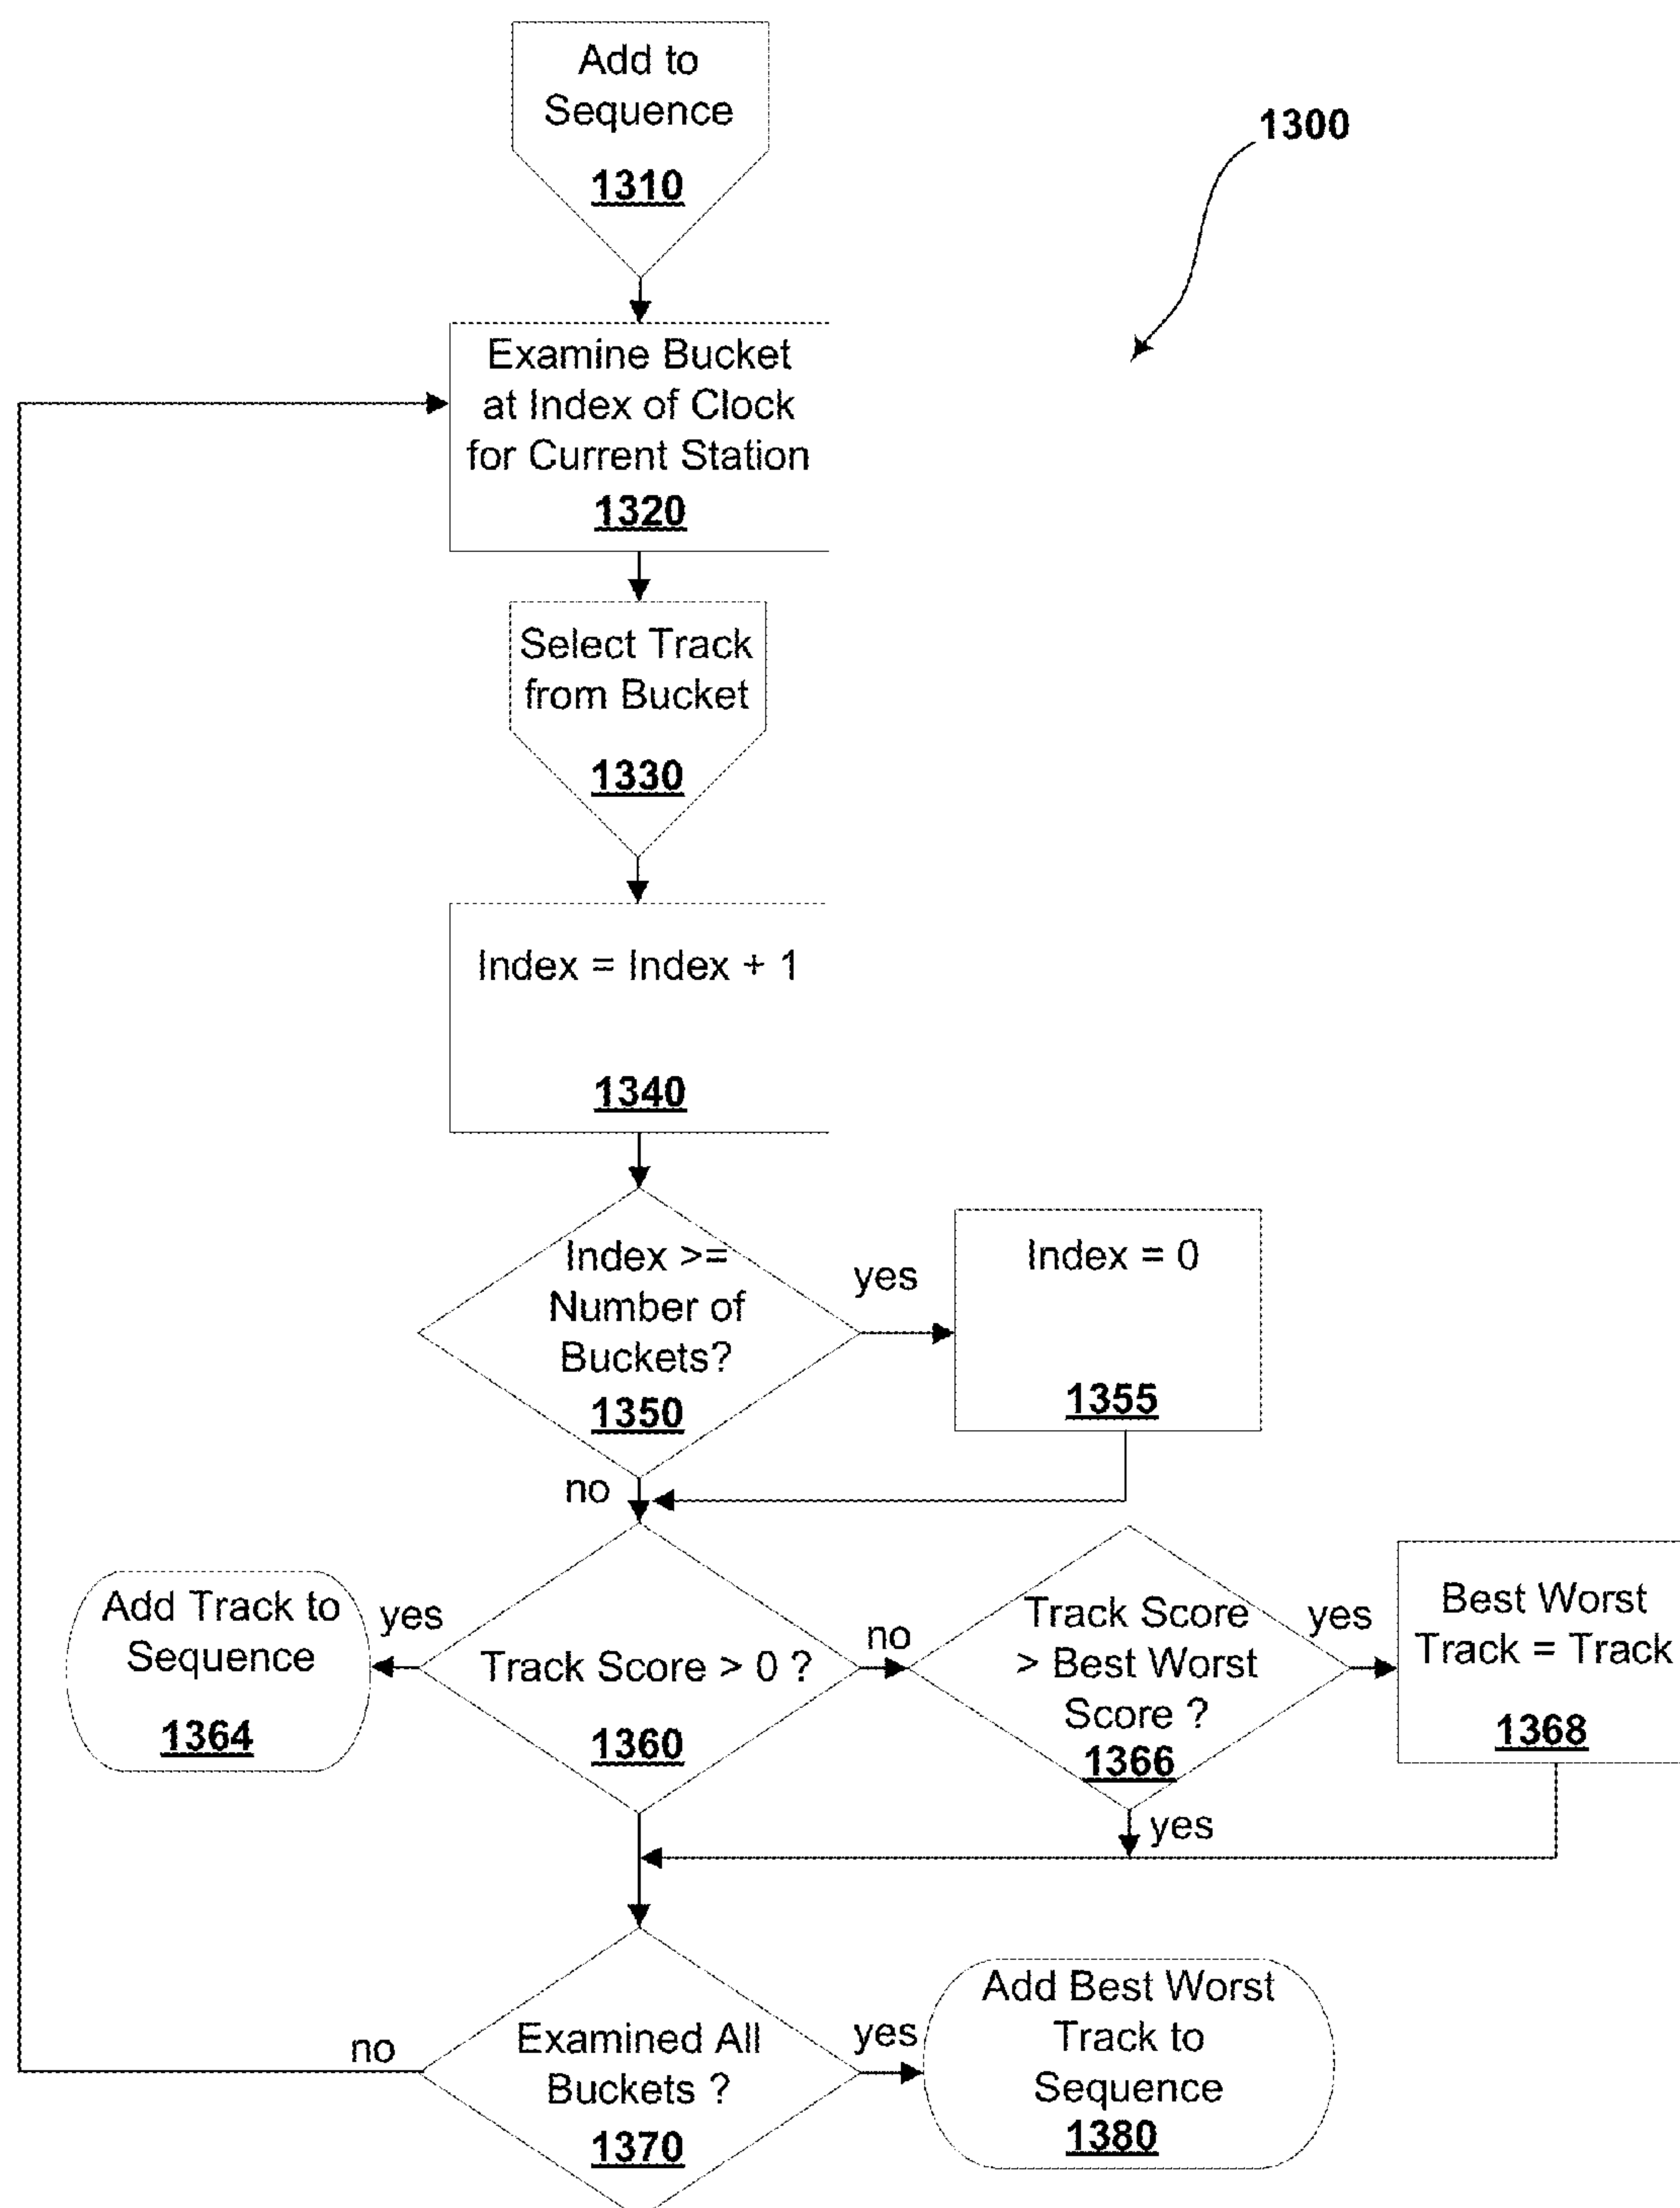 Add to
Sequence
1310
1300
Examine Bucket
at Index of Clock
for Current Station
1320
Select Track
from Bucket
1330
Index = Index + 1
1340
Index >=
Number of
Buckets?
1350
yes
Index = 0
1355
no
Add Track to
Sequence
1364
yes
Track Score > 0 ?
1360
no
Track Score
> Best Worst
Score ?
1366
yes
Best Worst
Track = Track
1368
yes
no
Examined All
Buckets ?
1370
yes
Add Best Worst
Track to
Sequence
1380